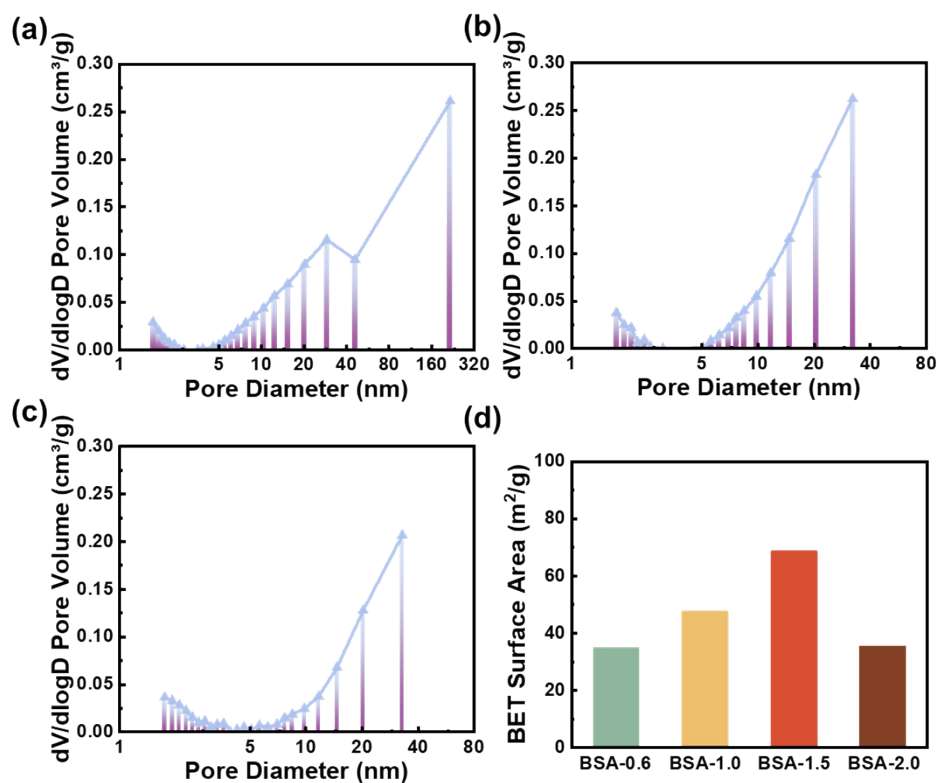 (a)
dV/dlogD Pore Volume (cm³/g)
0.30
0.25
0.20
0.15
0.10
0.05
0.00
1 5 10 20 40 80 160 320
Pore Diameter (nm)
(b)
dV/dlogD Pore Volume (cm³/g)
0.30
0.25
0.20
0.15
0.10
0.05
0.00
1 5 10 20 40 80
Pore Diameter (nm)
(c)
dV/dlogD Pore Volume (cm³/g)
0.30
0.25
0.20
0.15
0.10
0.05
0.00
1 5 10 20 40 80
Pore Diameter (nm)
(d)
BET Surface Area (m²/g)
100
80
60
40
20
0
BSA-0.6 BSA-1.0 BSA-1.5 BSA-2.0